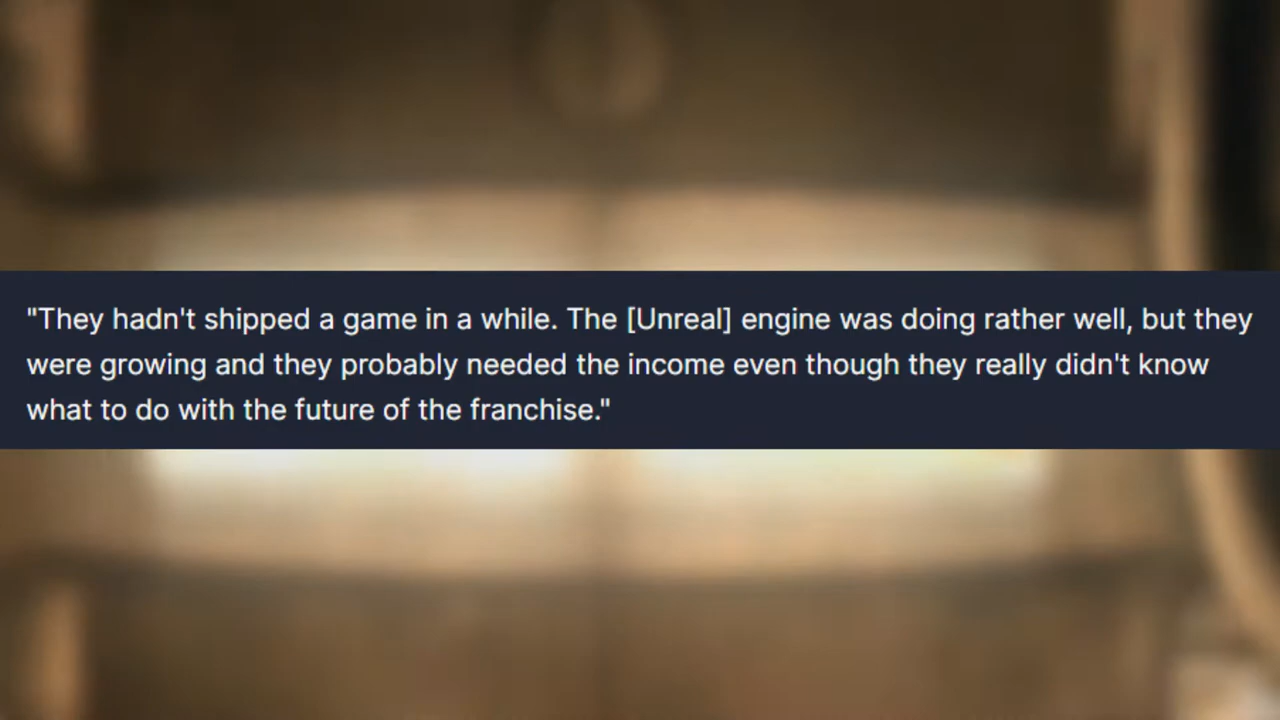 "They hadn't shipped a game in a while. The [Unreal] engine was doing rather well, but they
were growing and they probably needed the income even though they really didn't know
what to do with the future of the franchise."